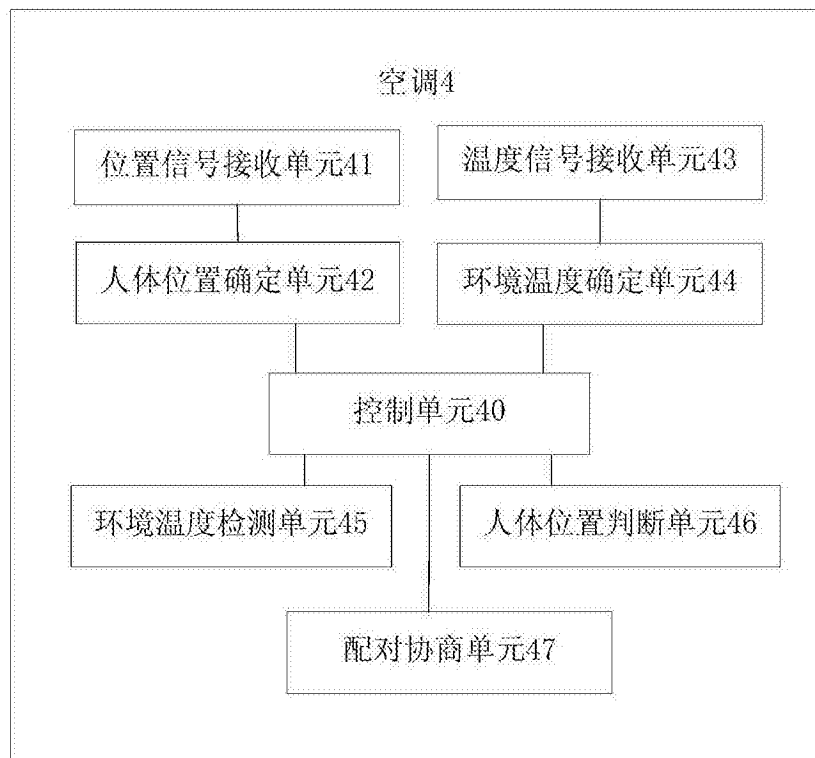 空调4
位置信号接收单元41
温度信号接收单元43
人体位置确定单元42
环境温度确定单元44
控制单元40
环境温度检测单元45
人体位置判断单元46
配对协商单元47